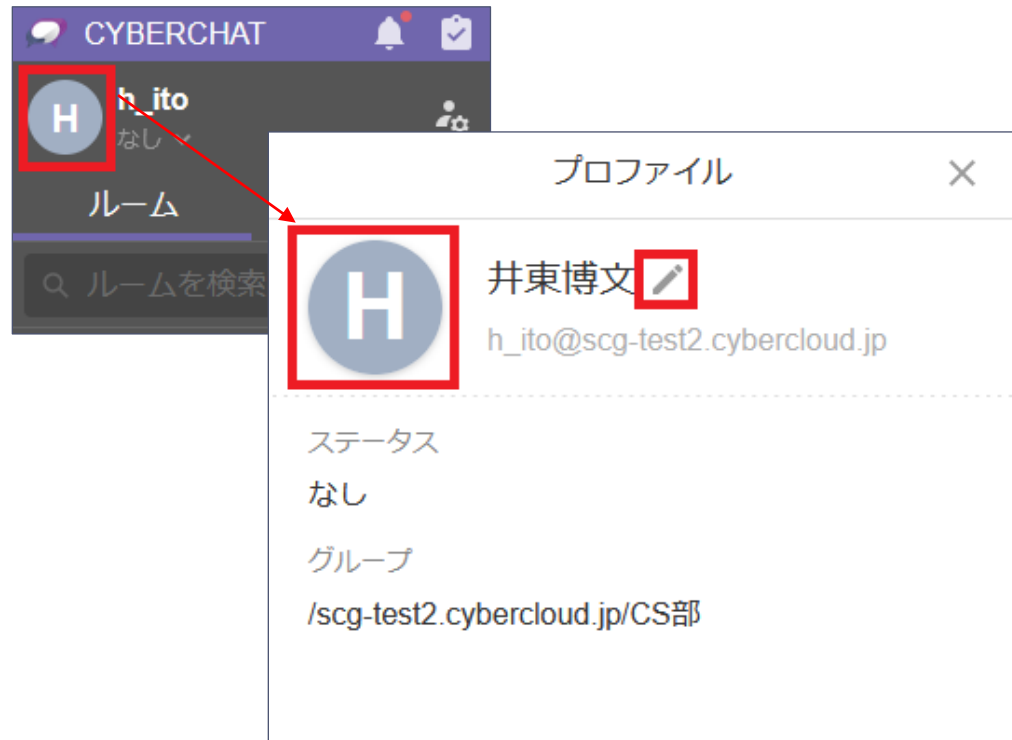 CYBERCHAT
H
h_ito
なし
ルーム
ルームを検索
プロファイル
H
井東博文
h_ito@scg-test2.cybercloud.jp
ステータス
なし
グループ
/scg-test2.cybercloud.jp/CS部